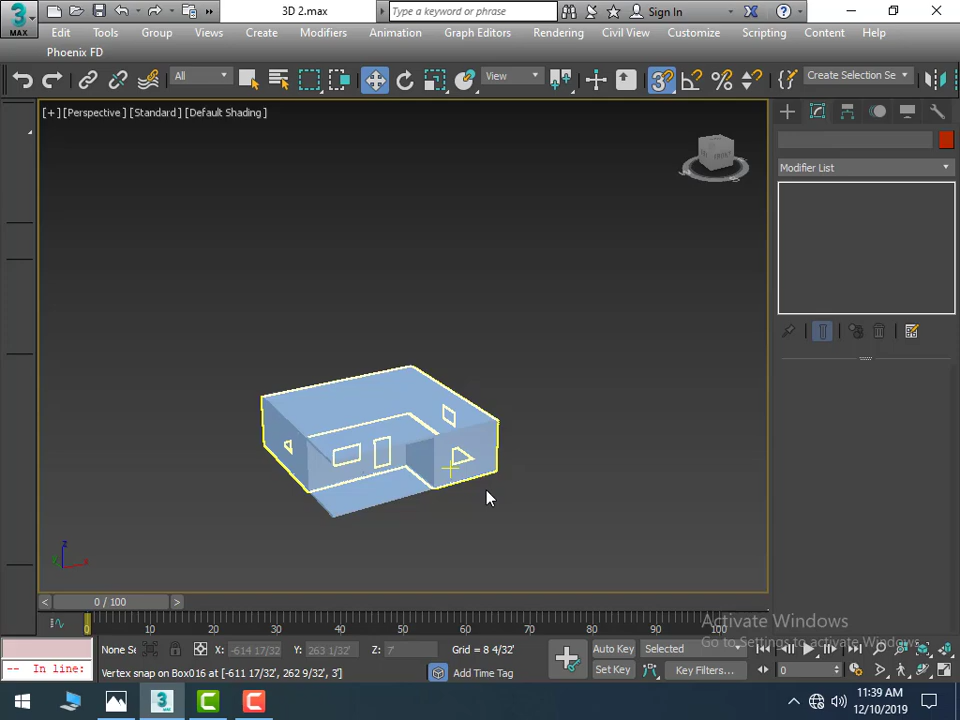 3D 2.max
Type a keyword or phrase
Sign In
3
MAX
Edit Tools Group Views Create Modifiers Animation Graph Editors Rendering Civil View Customize Scripting Content Help
Phoenix FD
All
View
Create Selection Se
[+] [Perspective] [Standard] [Default Shading]
FRONT
Modifier List
z
x
0 / 100
0 10 20 30 40 50 60 70 80 90 100
Activate Windows
Go to Settings to activate Windows.
None Se
X: -614 17/32
Y: 263 1/32'
Z: 7'
Grid = 8 4/32'
Auto Key
Selected
-- In line:
Vertex snap on Box016 at [-611 17/32', 262 9/32', 3']
Add Time Tag
Set Key
Key Filters...
0
11:39 AM
12/10/2019